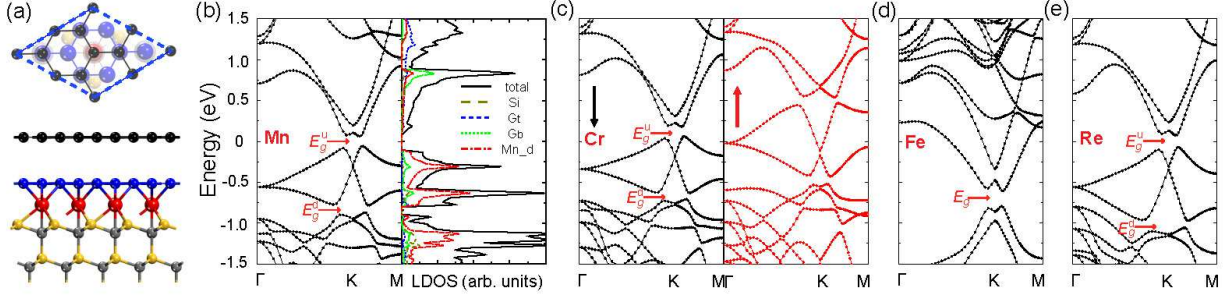 (a)
(b)
(c)
(d)
(e)
Energy (eV)
1.5
1.0
0.5
0
-0.5
-1.0
-1.5
Mn
E_g^u
E_g^d
Γ
K
M
total
Si
Gt
Gb
Mn_d
LDOS (arb. units)
Cr
E_g^u
E_g^d
Γ
K
M
Γ
K
M
Fe
E_g
Γ
K
M
Re
E_g^u
E_g^d
Γ
K
M